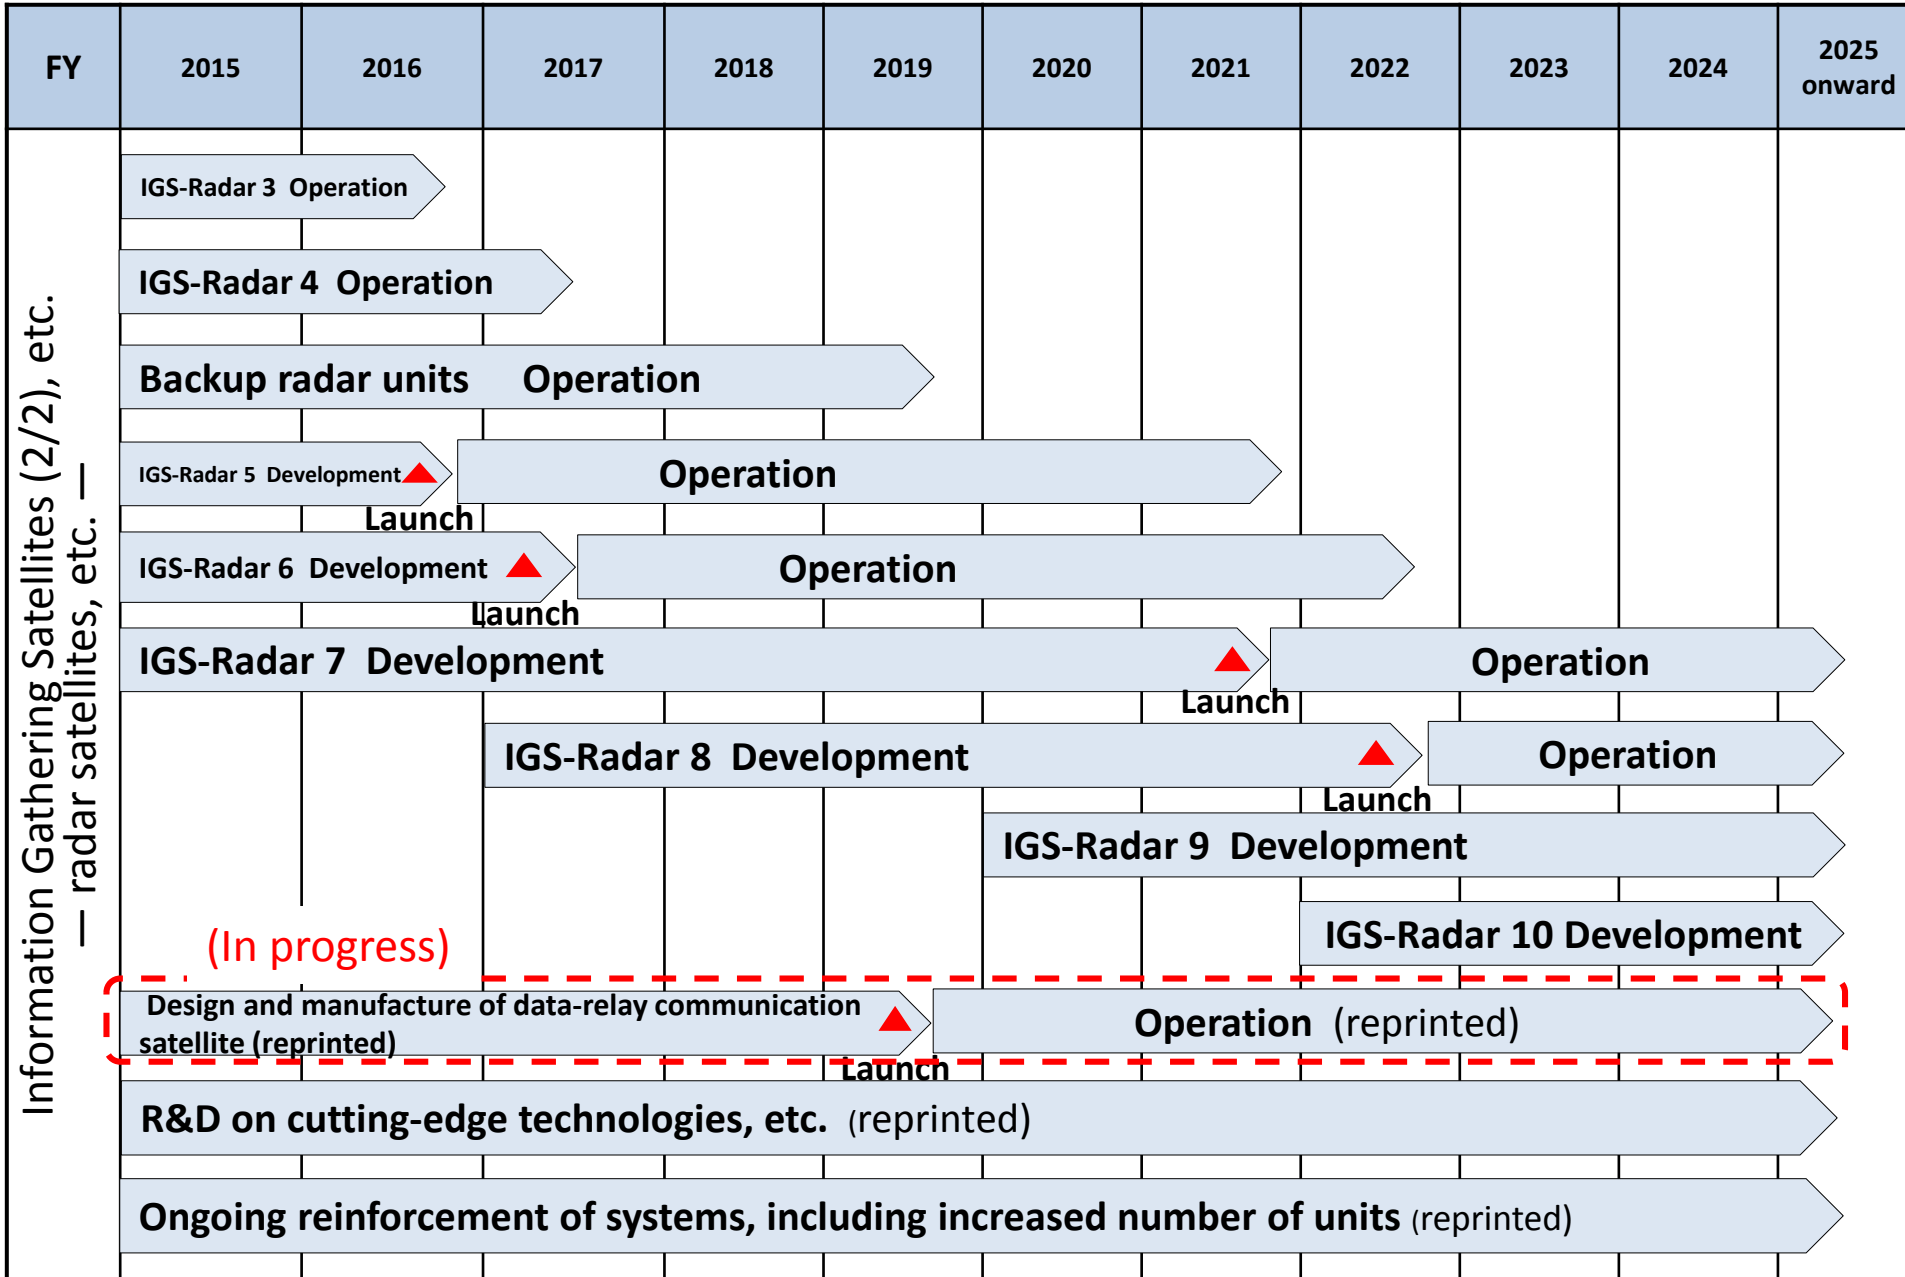 FY
2015
2016
2017
2018
2019
2020
2021
2022
2023
2024
2025
onward
Information Gathering Satellites (2/2), etc.
— radar satellites, etc. —
IGS-Radar 3 Operation
IGS-Radar 4 Operation
Backup radar units Operation
IGS-Radar 5 Development
Operation
Launch
IGS-Radar 6 Development
Operation
Launch
IGS-Radar 7 Development
Operation
Launch
IGS-Radar 8 Development
Operation
Launch
IGS-Radar 9 Development
IGS-Radar 10 Development
(In progress)
Design and manufacture of data-relay communication
satellite (reprinted)
Operation (reprinted)
Launch
R&D on cutting-edge technologies, etc. (reprinted)
Ongoing reinforcement of systems, including increased number of units (reprinted)